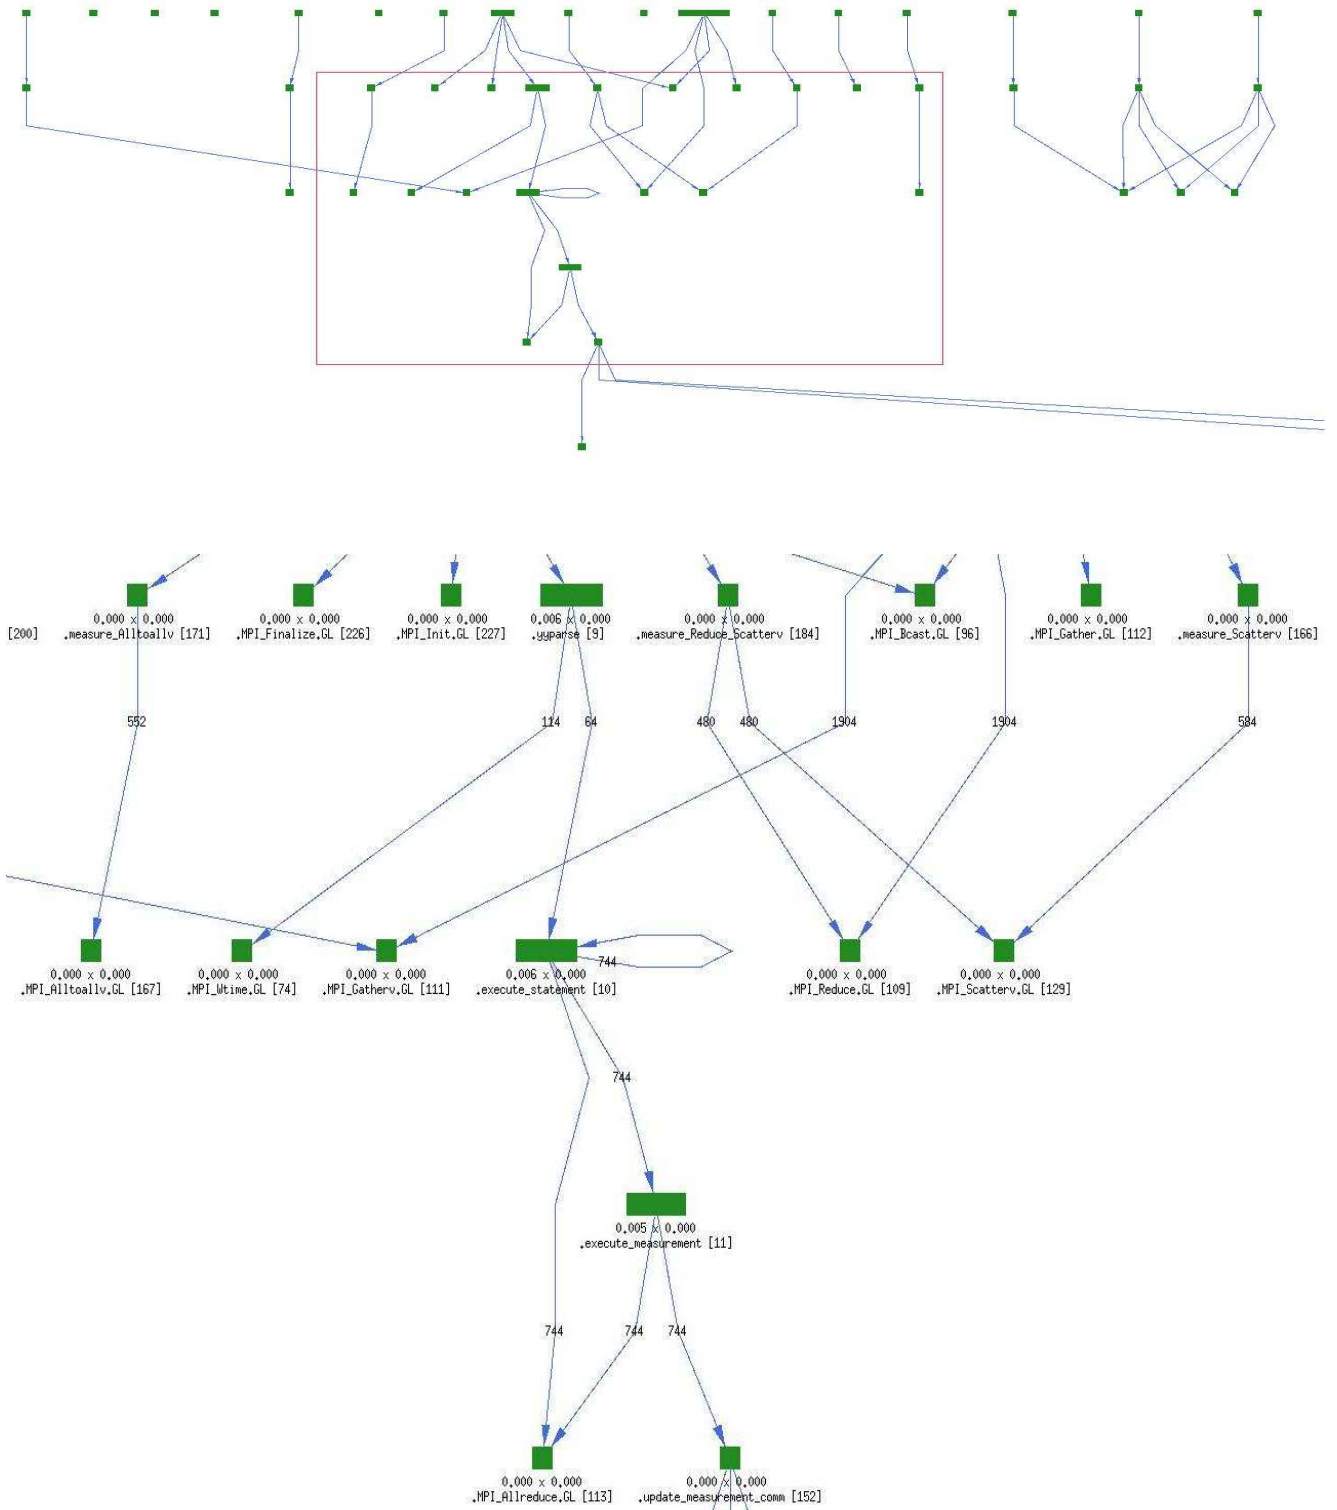 0.000 x 0.000
0.000 x 0.000
0.000 x 0.000
0.006 x 0.000
0.000 x 0.000
0.000 x 0.000
0.000 x 0.000
0.000 x 0.000
[200]
.measure_Alltoallv [171]
.MPI_Finalize.GL [226]
.MPI_Init.GL [227]
.yyparse [9]
.measure_Reduce_Scatterv [184]
.MPI_Bcast.GL [96]
.MPI_Gather.GL [112]
.measure_Scatterv [166]
552
114
64
480
480
1904
1904
584
744
0.000 x 0.000
0.000 x 0.000
0.000 x 0.000
0.006 x 0.000
0.000 x 0.000
0.000 x 0.000
.MPI_Alltoallv.GL [167]
.MPI_Wtime.GL [74]
.MPI_Gatherv.GL [111]
.execute_statement [10]
.MPI_Reduce.GL [109]
.MPI_Scatterv.GL [129]
744
0.005 x 0.000
.execute_measurement [11]
744
744
744
0.000 x 0.000
0.000 x 0.000
.MPI_Allreduce.GL [113]
.update_measurement_comm [152]